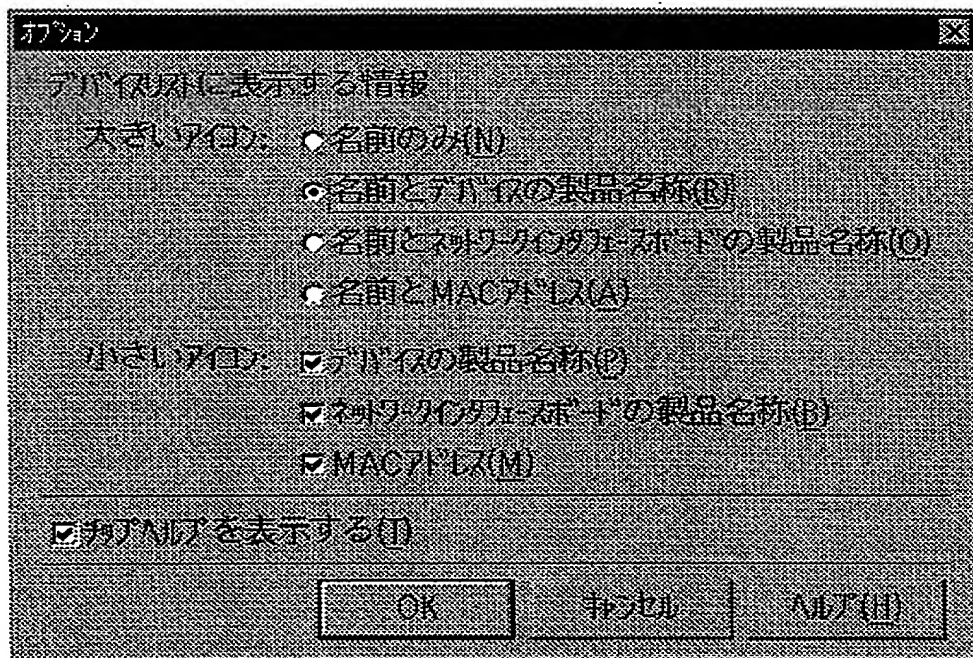 オプション
デバイスリストに表示する情報
大きいアイコン: 名前のみ(N)
名前とデバイスの製品名称(R)
名前とネットワークインタフェースボードの製品名称(O)
名前とMACアドレス(A)
小さいアイコン: デバイスの製品名称(P)
ネットワークインタフェースボードの製品名称(B)
MACアドレス(M)
チップヘルプを表示する(T)
OK キャンセル ヘルプ(H)